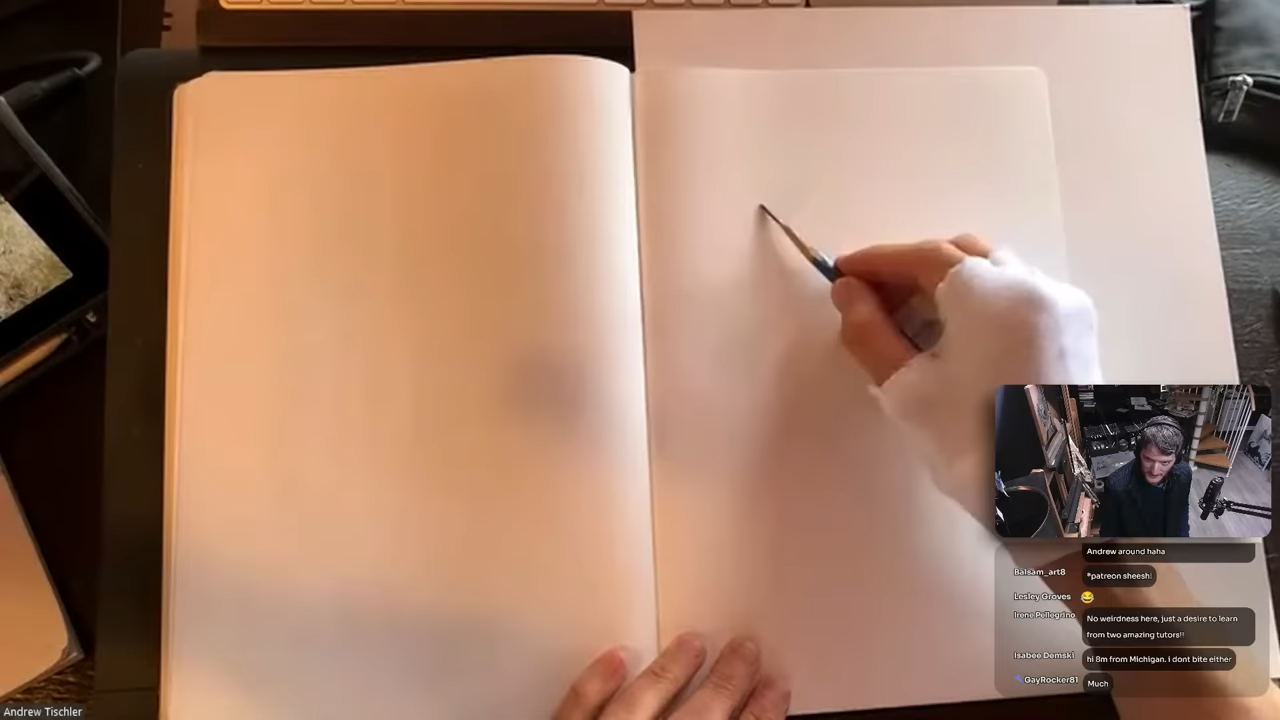 Andrew around haha
Balsam_art8
*patreon sheesh!
Lesley Groves 😂
Irene Pellegrino
No weirdness here, just a desire to learn
from two amazing tutors!!
Isabee Demski
hi 8m from Michigan. i dont bite either
GayRocker81
Much
Andrew Tischler